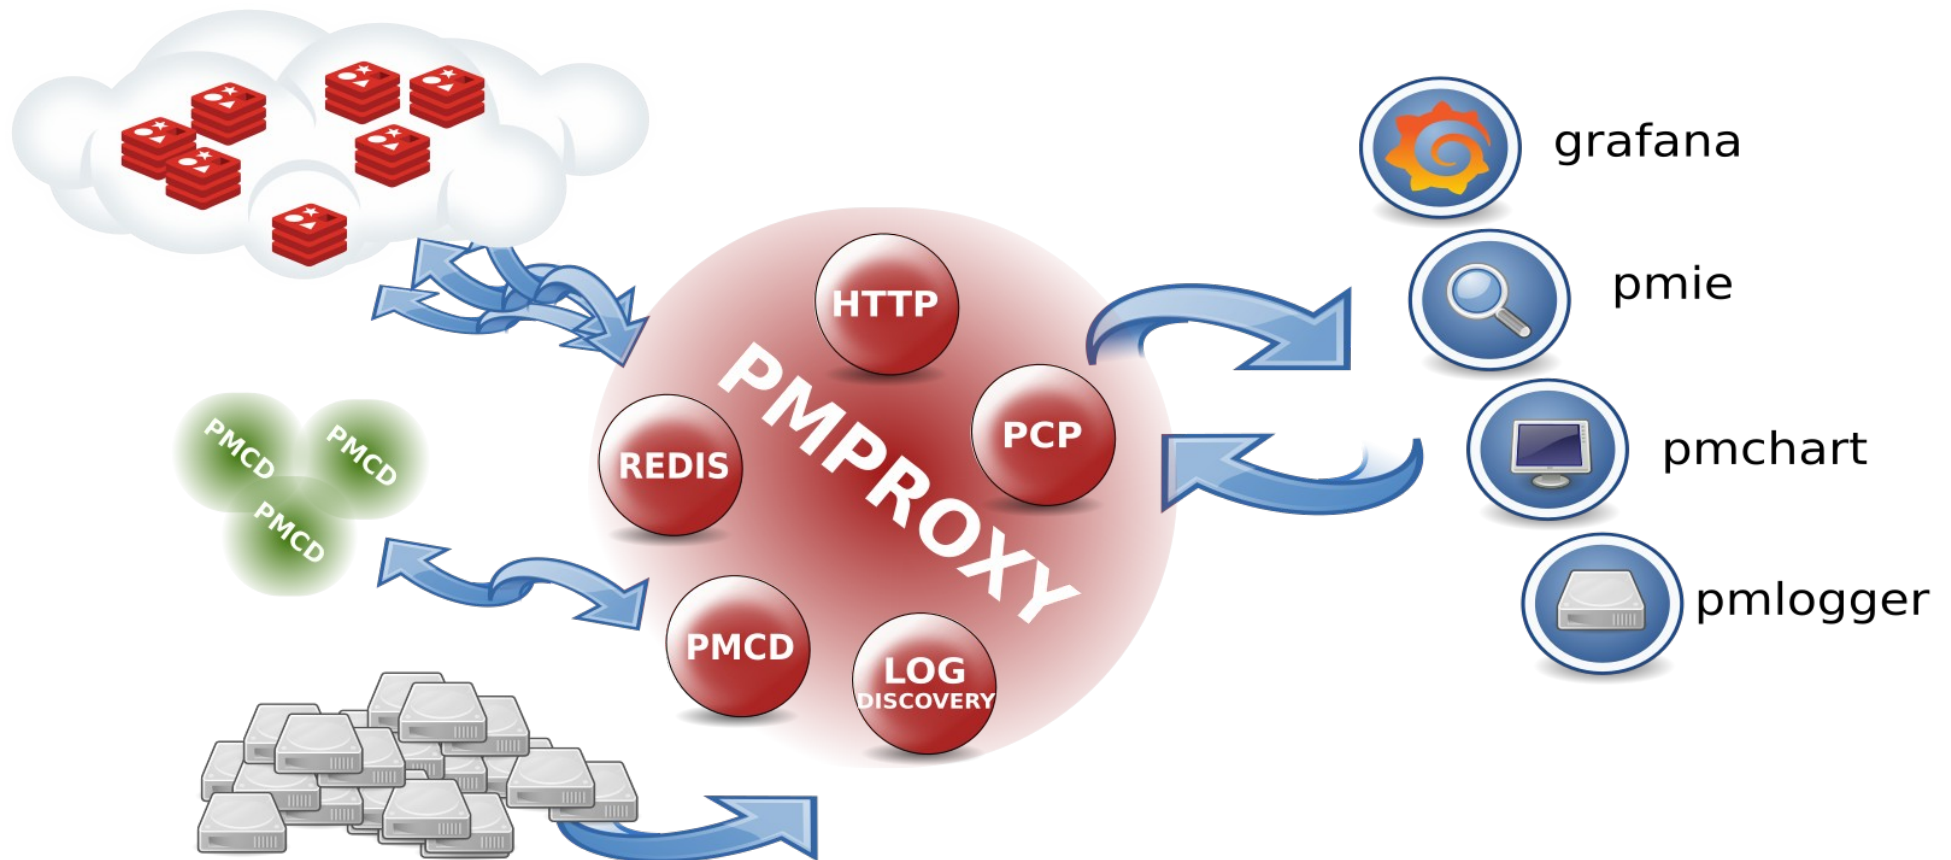 grafana
pmie
HTTP
PMPROXY
PCP
REDIS
PMCD
PMCD
PMCD
pmchart
PMCD
LOG
DISCOVERY
pmlogger